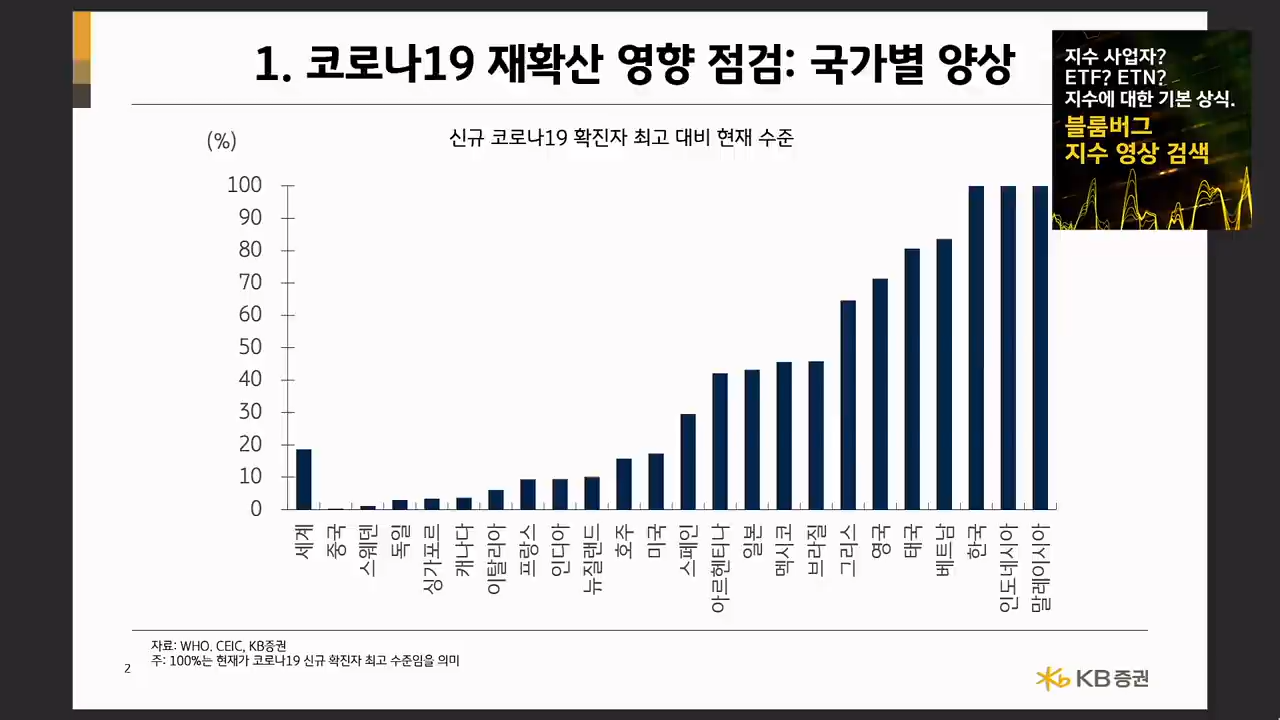 1. 코로나19 재확산 영향 점검: 국가별 양상
지수 사업자?
ETF? ETN?
지수에 대한 기본 상식.
블룸버그
지수 영상 검색
(%)
신규 코로나19 확진자 최고 대비 현재 수준
100
90
80
70
60
50
40
30
20
10
0
세계
중국
스웨덴
독일
싱가포르
캐나다
이탈리아
프랑스
인디아
뉴질랜드
호주
미국
스페인
아르헨티나
일본
멕시코
브라질
그리스
영국
태국
베트남
한국
인도네시아
말레이시아
자료: WHO, CEIC, KB증권
주: 100%는 현재가 코로나19 신규 확진자 최고 수준임을 의미
2
KB증권